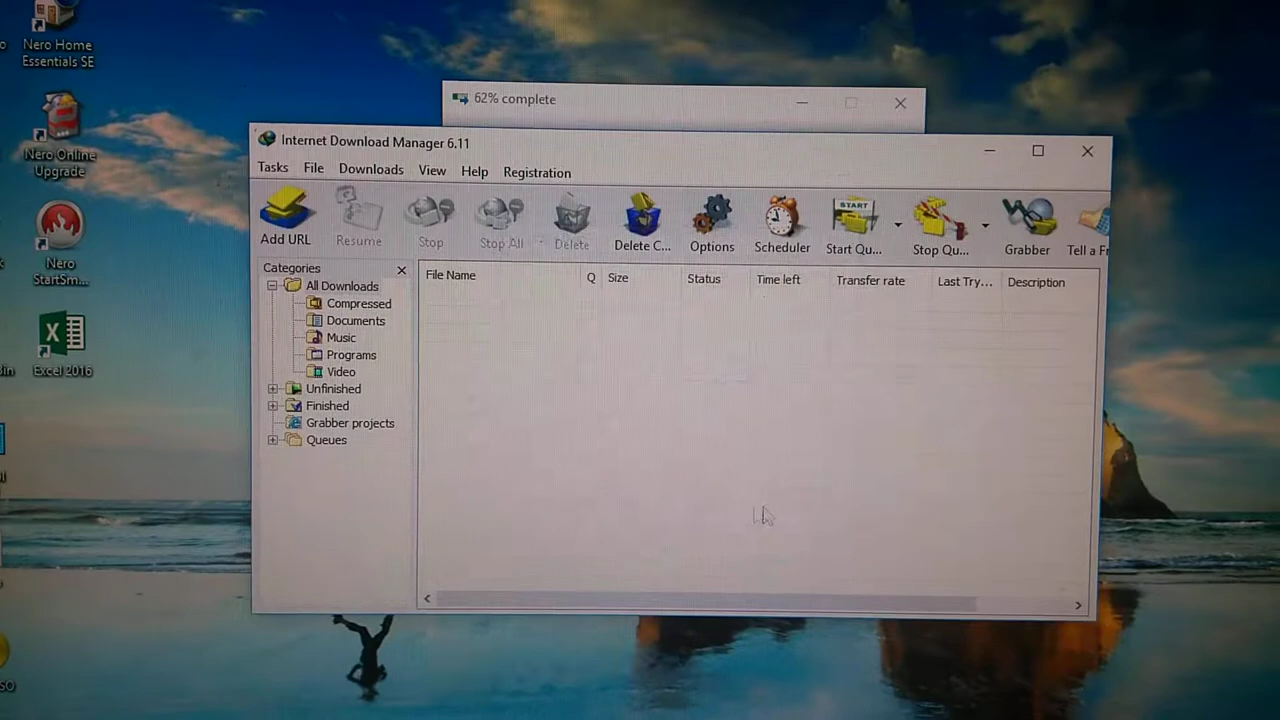 Nero Home
Essentials SE
Nero Online
Upgrade
Nero
StartSm...
Excel 2016
62% complete
Internet Download Manager 6.11
Tasks File Downloads View Help Registration
Add URL Resume Stop Stop All Delete Delete C... Options Scheduler Start Qu... Stop Qu... Grabber Tell a Fr
START
Categories
All Downloads
Compressed
Documents
Music
Programs
Video
Unfinished
Finished
Grabber projects
Queues
File Name Q Size Status Time left Transfer rate Last Try... Description